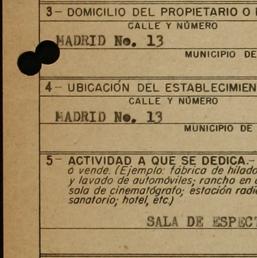 3- DOMICILIO DEL PROPIETARIO O
CALLE Y NÚMERO
MADRID No. 13
MUNICIPIO DE
4- UBICACIÓN DEL ESTABLECIMIEN
CALLE Y NÚMERO
MADRID No. 13
MUNICIPIO DE
5- ACTIVIDAD A QUE SE DEDICA.-
o vende. (Ejemplo: fábrica de hilado
y lavado de automóviles; rancho en
sala de cinematógrafo; estación radi
sanatorio; hotel, etc.)
SALA DE ESPECT